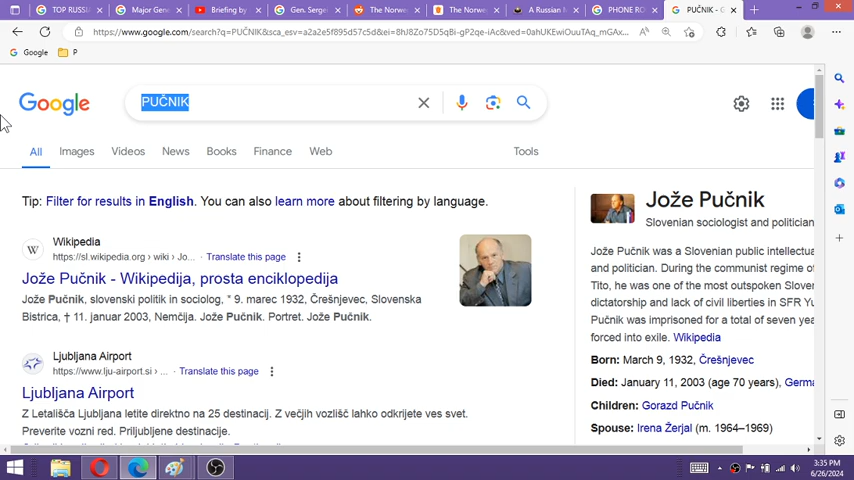 TOP RUSSI
Major Gen
Briefing by
Gen. Sergei
The Norwe
The Norwe
A Russian M
PHONE RO
PUČNIK - G
https://www.google.com/search?q=PUČNIK&sca_esv=a2a2e5f895d57c5d&ei=8hJ8Zo75D5q-gP2qe-iAc&ved=0ahUKEwiOuuTAq_mGAx...
Google
P
Google
PUČNIK
All
Images
Videos
News
Books
Finance
Web
Tools
Tip: Filter for results in English. You can also learn more about filtering by language.
W
Wikipedia
https://sl.wikipedia.org › wiki › Jo...
Translate this page
Jože Pučnik - Wikipedija, prosta enciklopedija
Jože Pučnik, slovenski politik in sociolog, * 9. marec 1932, Črešnjevec, Slovenska
Bistrica, † 11. januar 2003, Nemčija. Jože Pučnik. Portret. Jože Pučnik.
Ljubljana Airport
https://www.lju-airport.si › ...
Translate this page
Ljubljana Airport
Z Letališča Ljubljana letite direktno na 25 destinacij. Z večjih vozlišč lahko odkrijete ves svet.
Preverite vozni red. Priljubljene destinacije.
Jože Pučnik
Slovenian sociologist and politician
Jože Pučnik was a Slovenian public intellectua
and politician. During the communist regime of
Tito, he was one of the most outspoken Slover
dictatorship and lack of civil liberties in SFR Yu
Pučnik was imprisoned for a total of seven yea
forced into exile. Wikipedia
Born: March 9, 1932, Črešnjevec
Died: January 11, 2003 (age 70 years), Germa
Children: Gorazd Pučnik
Spouse: Irena Žerjal (m. 1964–1969)
3:35 PM
6/26/2024